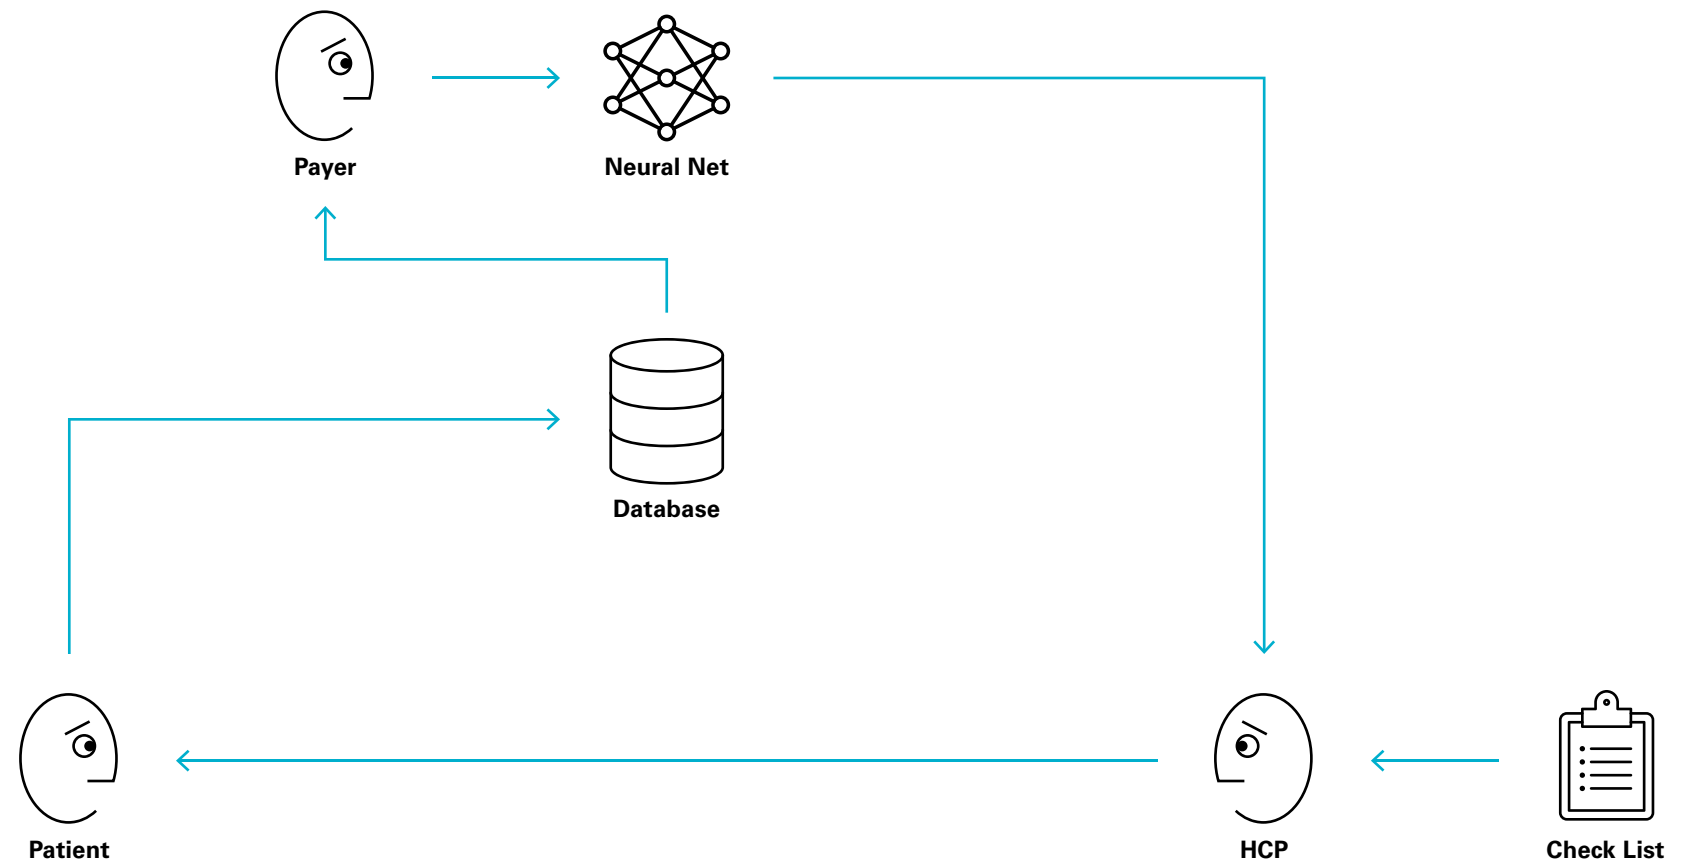 Payer
Neural Net
Database
Patient
HCP
Check List